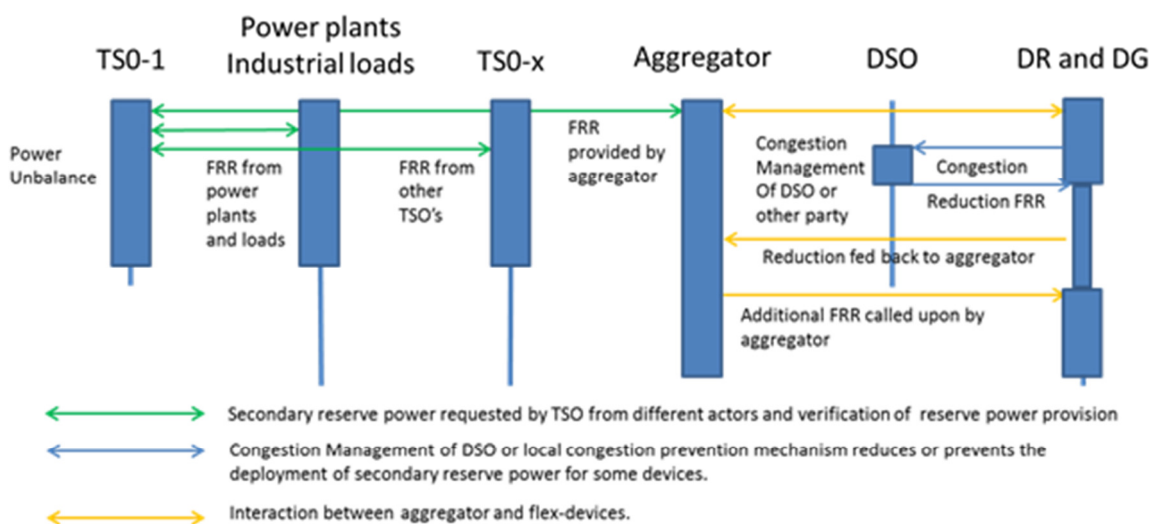 Power plants
Industrial loads
TS0-1
TS0-x
Aggregator
DSO
DR and DG
Power
Unbalance
FRR from
power
plants
and loads
FRR from
other
TSO's
FRR
provided by
aggregator
Congestion
Management
Of DSO or
other party
Congestion
Reduction FRR
Reduction fed back to aggregator
Additional FRR called upon by
aggregator
Secondary reserve power requested by TSO from different actors and verification of reserve power provision
Congestion Management of DSO or local congestion prevention mechanism reduces or prevents the
deployment of secondary reserve power for some devices.
Interaction between aggregator and flex-devices.